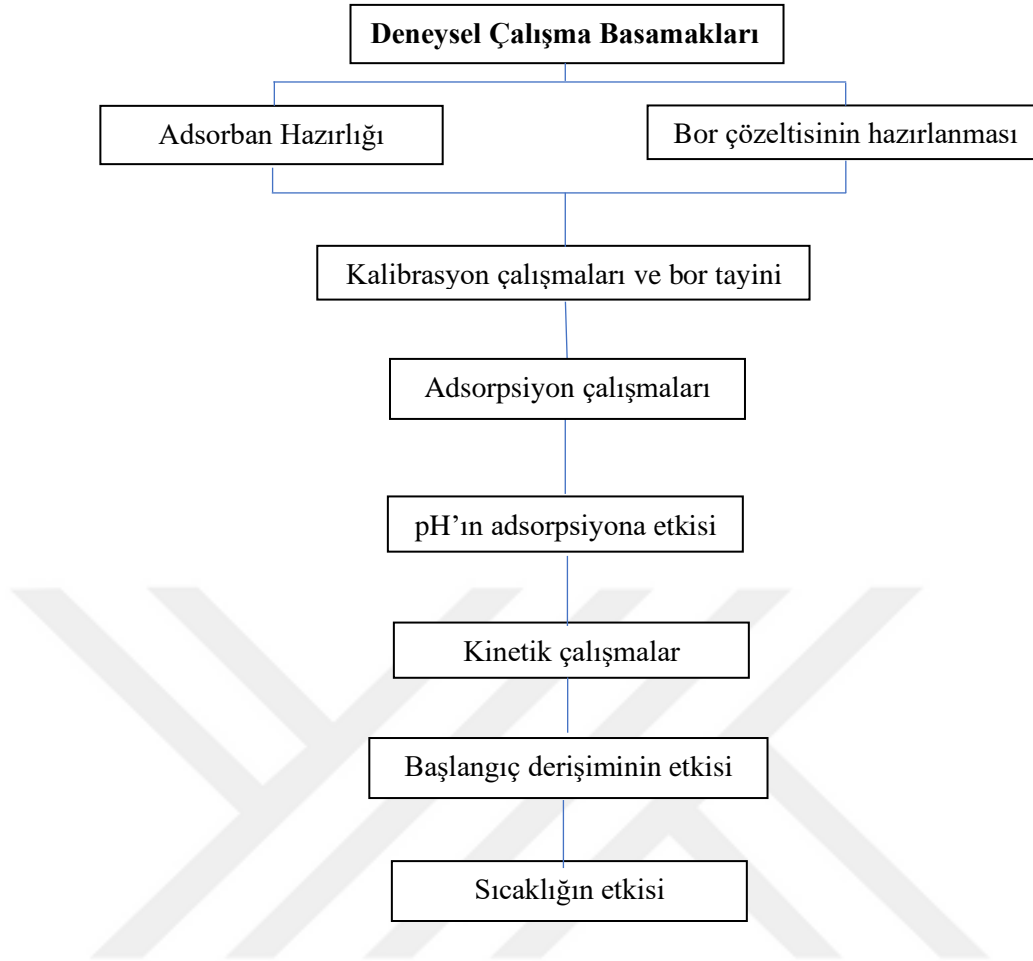 Deneysel Çalışma Basamakları
Adsorban Hazırlığı
Bor çözeltisinin hazırlanması
Kalibrasyon çalışmaları ve bor tayini
Adsorpsiyon çalışmaları
pH’ın adsorpsiyona etkisi
Kinetik çalışmalar
Başlangıç derişiminin etkisi
Sıcaklığın etkisi